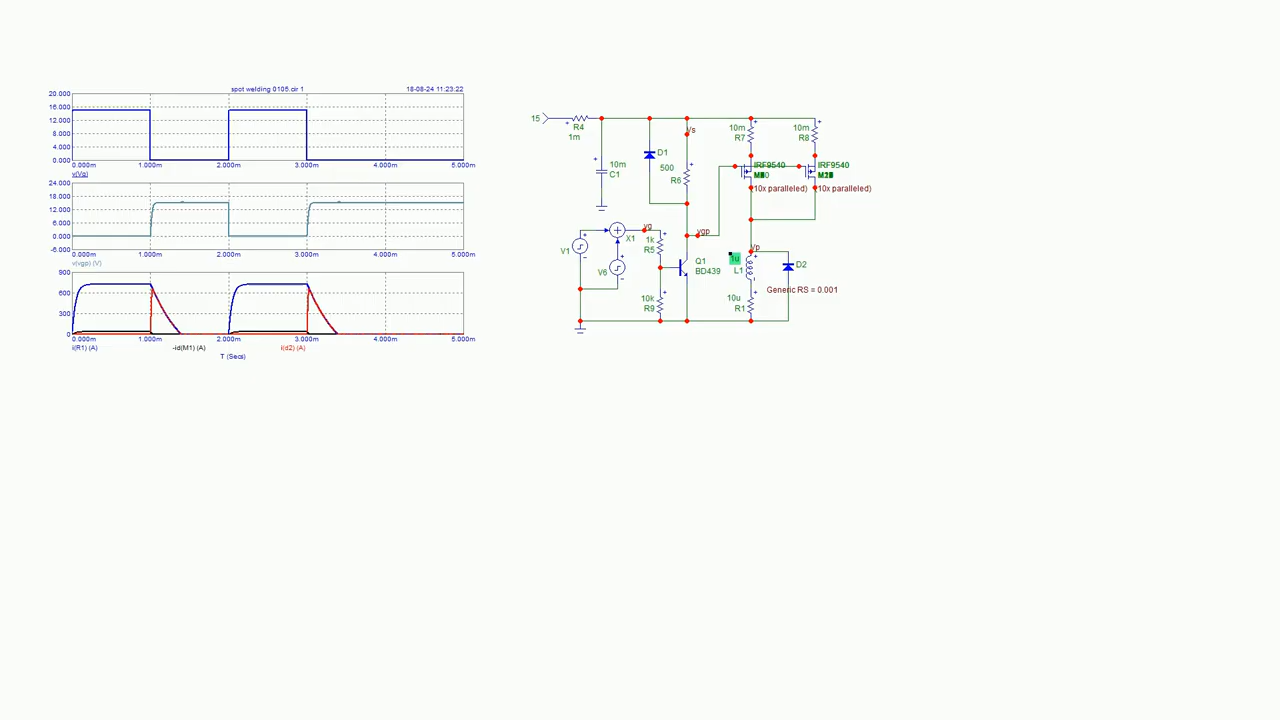 spot welding 0105.cir 1
18-08-24 11:23:22
20.000
16.000
12.000
8.000
4.000
0.000
0.000m 1.000m 2.000m 3.000m 4.000m 5.000m
v(Vg)
24.000
18.000
12.000
6.000
0.000
-6.000
0.000m 1.000m 2.000m 3.000m 4.000m 5.000m
v(vgp) (V)
900
600
300
0
0.000m 1.000m 2.000m 3.000m 4.000m 5.000m
i(R1) (A) -id(M1) (A) i(d2) (A)
T (Secs)
15
R4
1m
10m
C1
D1
500
R6
Vs
10m
R7
10m
R8
IRF9540
IRF9540
(10x paralleled)
(10x paralleled)
vg
vgp
V1
X1
V6
1k
R5
10k
R9
Q1
BD439
Vp
1u
L1
10u
R1
D2
Generic RS = 0.001